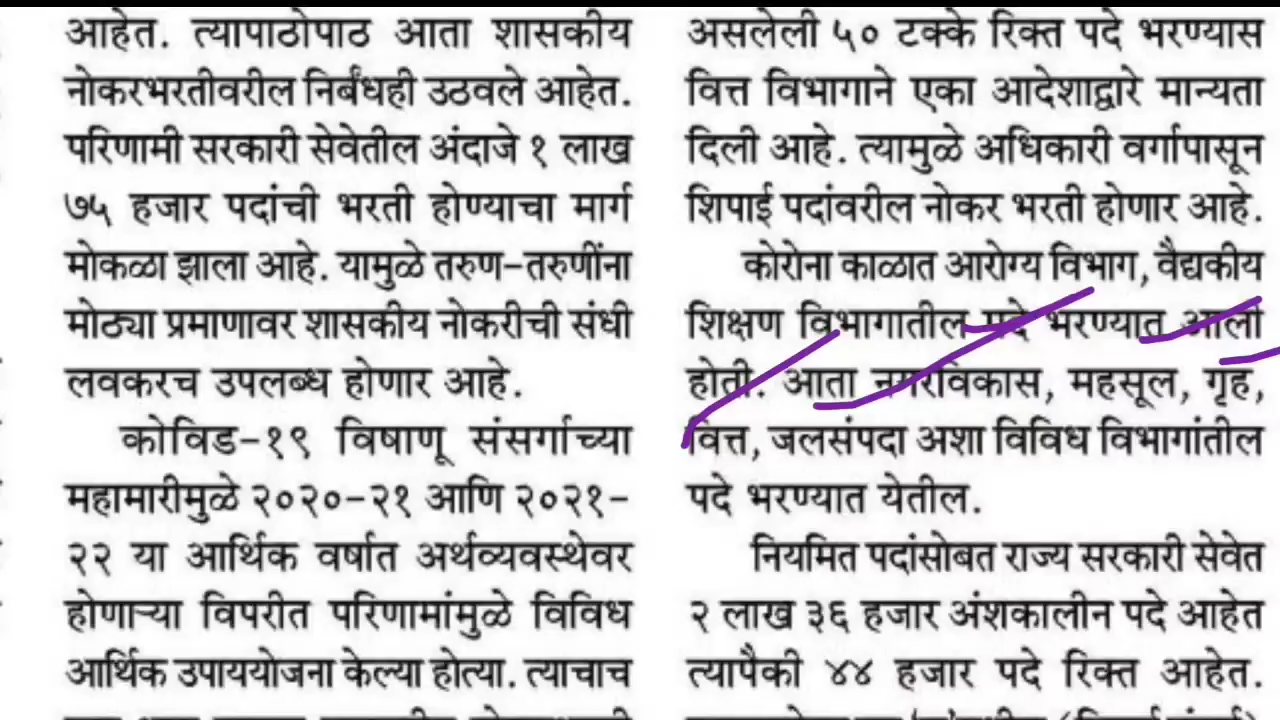 आहेत. त्यापाठोपाठ आता शासकीय
नोकरभरतीवरील निर्बंधही उठवले आहेत.
परिणामी सरकारी सेवेतील अंदाजे १ लाख
७५ हजार पदांची भरती होण्याचा मार्ग
मोकळा झाला आहे. यामुळे तरुण-तरुणींना
मोठ्या प्रमाणावर शासकीय नोकरीची संधी
लवकरच उपलब्ध होणार आहे.
कोविड-१९ विषाणू संसर्गाच्या
महामारीमुळे २०२०-२१ आणि २०२१-
२२ या आर्थिक वर्षात अर्थव्यवस्थेवर
होणाऱ्या विपरीत परिणामांमुळे विविध
आर्थिक उपाययोजना केल्या होत्या. त्याचाच
असलेली ५० टक्के रिक्त पदे भरण्यास
वित्त विभागाने एका आदेशाद्वारे मान्यता
दिली आहे. त्यामुळे अधिकारी वर्गापासून
शिपाई पदांवरील नोकर भरती होणार आहे.
कोरोना काळात आरोग्य विभाग, वैद्यकीय
शिक्षण विभागातील पदे भरण्यात आली
होती. आता नगरविकास, महसूल, गृह,
वित्त, जलसंपदा अशा विविध विभागांतील
पदे भरण्यात येतील.
नियमित पदांसोबत राज्य सरकारी सेवेत
२ लाख ३६ हजार अंशकालीन पदे आहेत
त्यापैकी ४४ हजार पदे रिक्त आहेत.